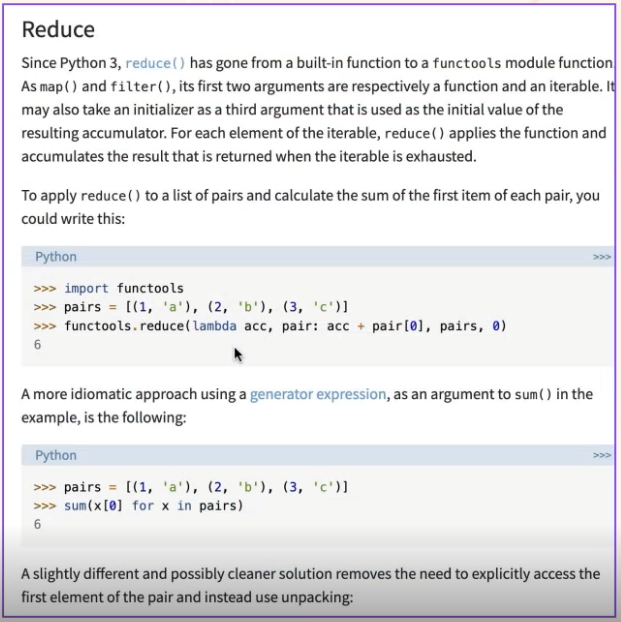 Reduce
Since Python 3, reduce() has gone from a built-in function to a functools module function
As map() and filter(), its first two arguments are respectively a function and an iterable. It
may also take an initializer as a third argument that is used as the initial value of the
resulting accumulator. For each element of the iterable, reduce() applies the function and
accumulates the result that is returned when the iterable is exhausted.
To apply reduce() to a list of pairs and calculate the sum of the first item of each pair, you
could write this:
Python >>>
>>> import functools
>>> pairs = [(1, 'a'), (2, 'b'), (3, 'c')]
>>> functools.reduce(lambda acc, pair: acc + pair[0], pairs, 0)
6
A more idiomatic approach using a generator expression, as an argument to sum() in the
example, is the following:
Python >>>
>>> pairs = [(1, 'a'), (2, 'b'), (3, 'c')]
>>> sum(x[0] for x in pairs)
6
A slightly different and possibly cleaner solution removes the need to explicitly access the
first element of the pair and instead use unpacking: